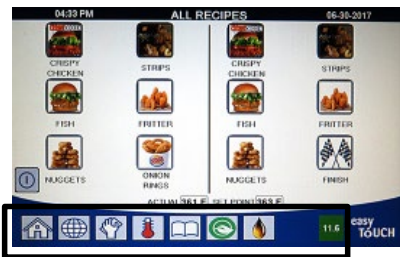 04:33 PM ALL RECIPES 06-30-2017
CRISPY CHICKEN STRIPS CRISPY CHICKEN STRIPS
FISH FRITTER FISH FRITTER
NUGGETS ONION RINGS NUGGETS FINISH
ACTUAL 361 F SET POINT 363 F
11.6 easy TOUCH